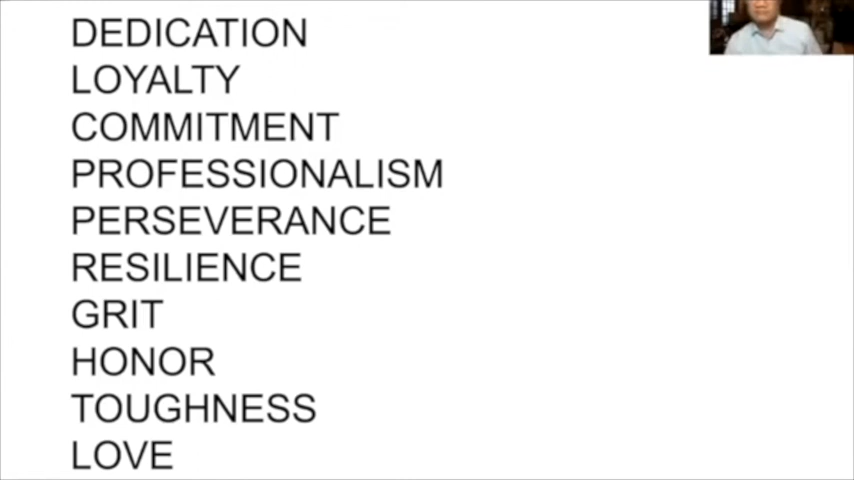 DEDICATION
LOYALTY
COMMITMENT
PROFESSIONALISM
PERSEVERANCE
RESILIENCE
GRIT
HONOR
TOUGHNESS
LOVE